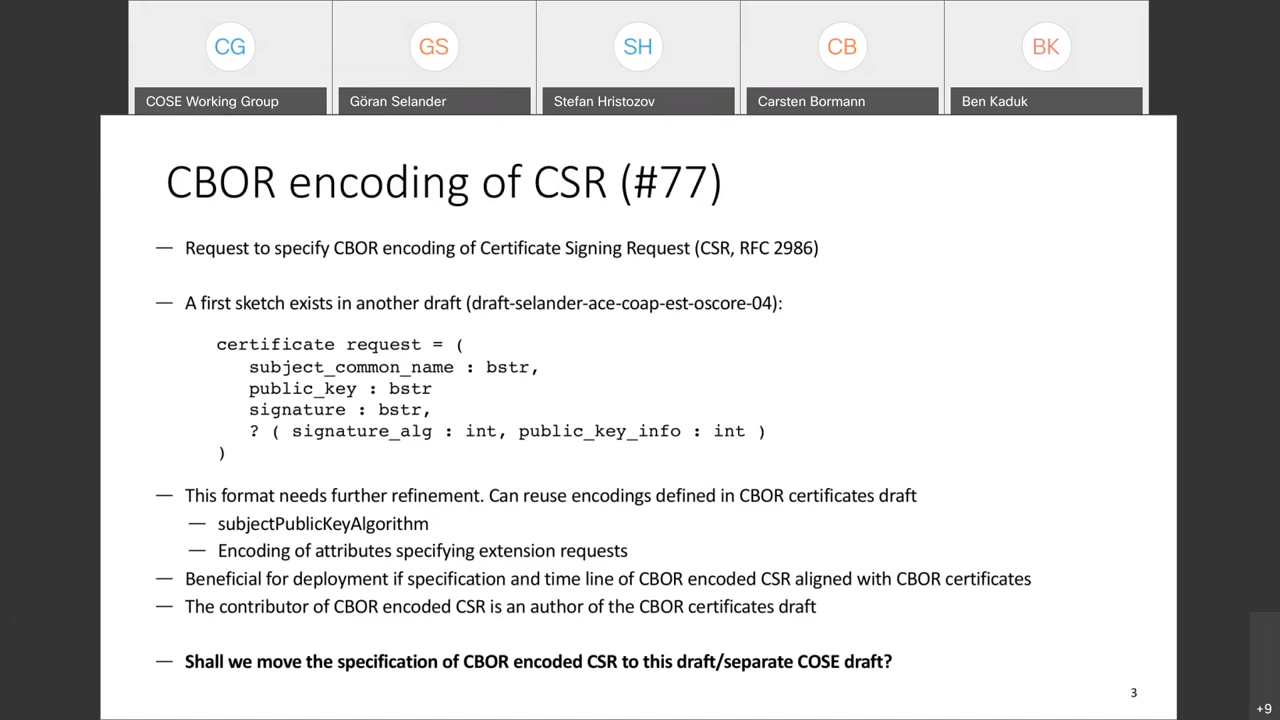 CG
GS
SH
CB
BK
COSE Working Group
Göran Selander
Stefan Hristozov
Carsten Bormann
Ben Kaduk
CBOR encoding of CSR (#77)
— Request to specify CBOR encoding of Certificate Signing Request (CSR, RFC 2986)
— A first sketch exists in another draft (draft-selander-ace-coap-est-oscore-04):
certificate request = (
subject_common_name : bstr,
public_key : bstr
signature : bstr,
? ( signature_alg : int, public_key_info : int )
)
— This format needs further refinement. Can reuse encodings defined in CBOR certificates draft
— subjectPublicKeyAlgorithm
— Encoding of attributes specifying extension requests
— Beneficial for deployment if specification and time line of CBOR encoded CSR aligned with CBOR certificates
— The contributor of CBOR encoded CSR is an author of the CBOR certificates draft
— Shall we move the specification of CBOR encoded CSR to this draft/separate COSE draft?
3
+9